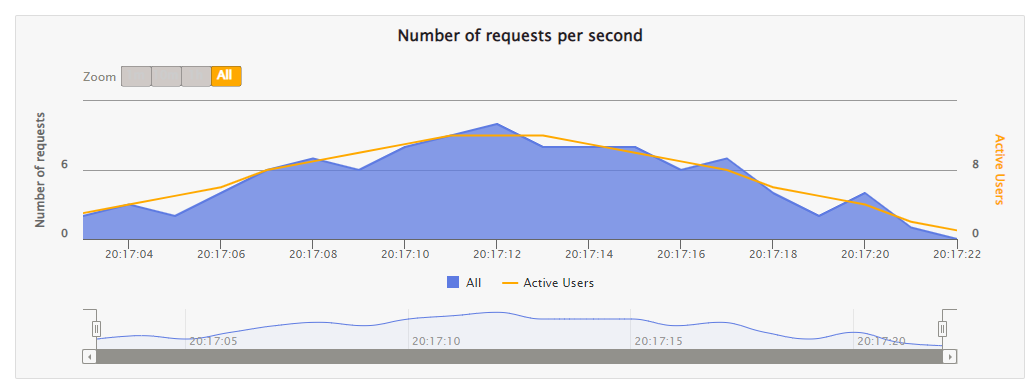 Number of requests per second
Zoom All
Number of requests
6
0
Active Users
8
0
20:17:04 20:17:06 20:17:08 20:17:10 20:17:12 20:17:14 20:17:16 20:17:18 20:17:20 20:17:22
All Active Users
20:17:05 20:17:10 20:17:15 20:17:20